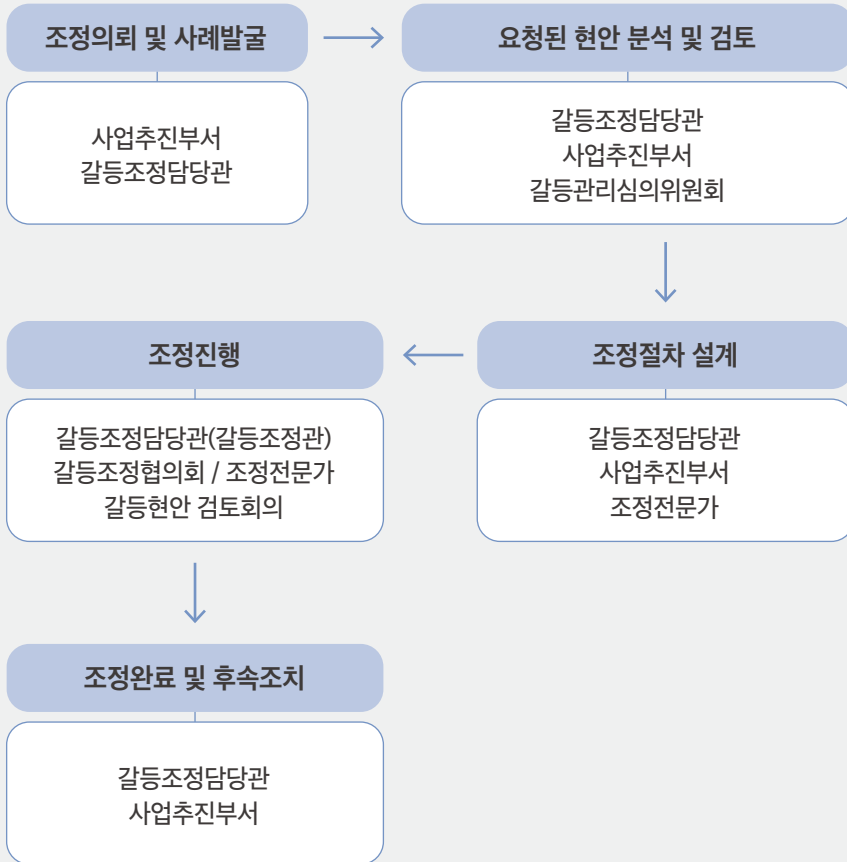 조정의뢰 및 사례발굴
사업추진부서
갈등조정담당관
요청된 현안 분석 및 검토
갈등조정담당관
사업추진부서
갈등관리심의위원회
조정절차 설계
갈등조정담당관
사업추진부서
조정전문가
조정진행
갈등조정담당관(갈등조정관)
갈등조정협의회 / 조정전문가
갈등현안 검토회의
조정완료 및 후속조치
갈등조정담당관
사업추진부서